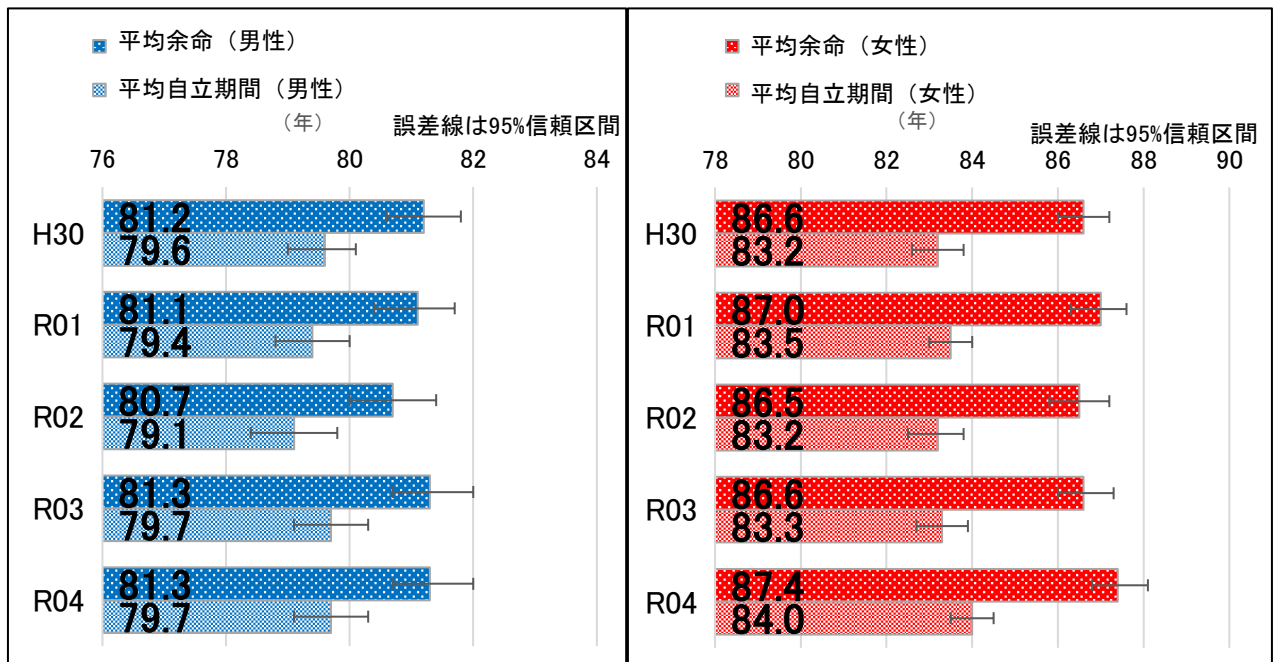 平均余命（男性）
平均自立期間（男性）
（年）
誤差線は95%信頼区間
76 78 80 82 84
H30
81.2
79.6
R01
81.1
79.4
R02
80.7
79.1
R03
81.3
79.7
R04
81.3
79.7
平均余命（女性）
平均自立期間（女性）
（年）
誤差線は95%信頼区間
78 80 82 84 86 88 90
H30
86.6
83.2
R01
87.0
83.5
R02
86.5
83.2
R03
86.6
83.3
R04
87.4
84.0